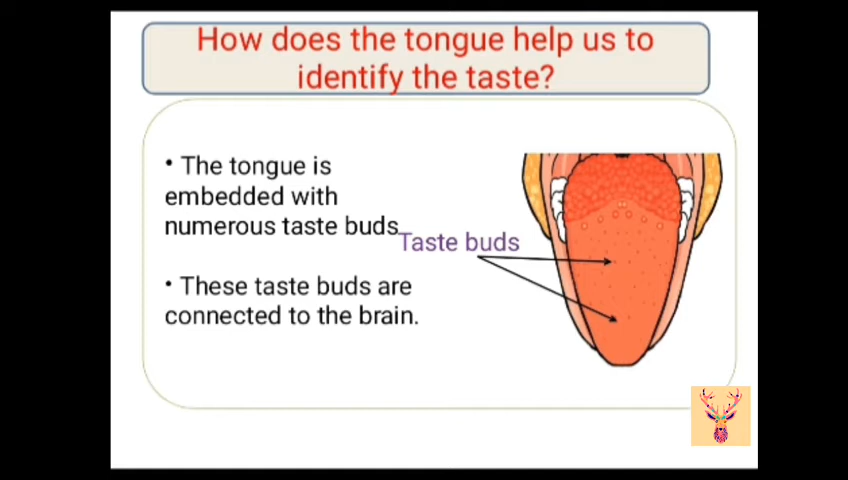 How does the tongue help us to
identify the taste?
• The tongue is
embedded with
numerous taste buds
Taste buds
• These taste buds are
connected to the brain.